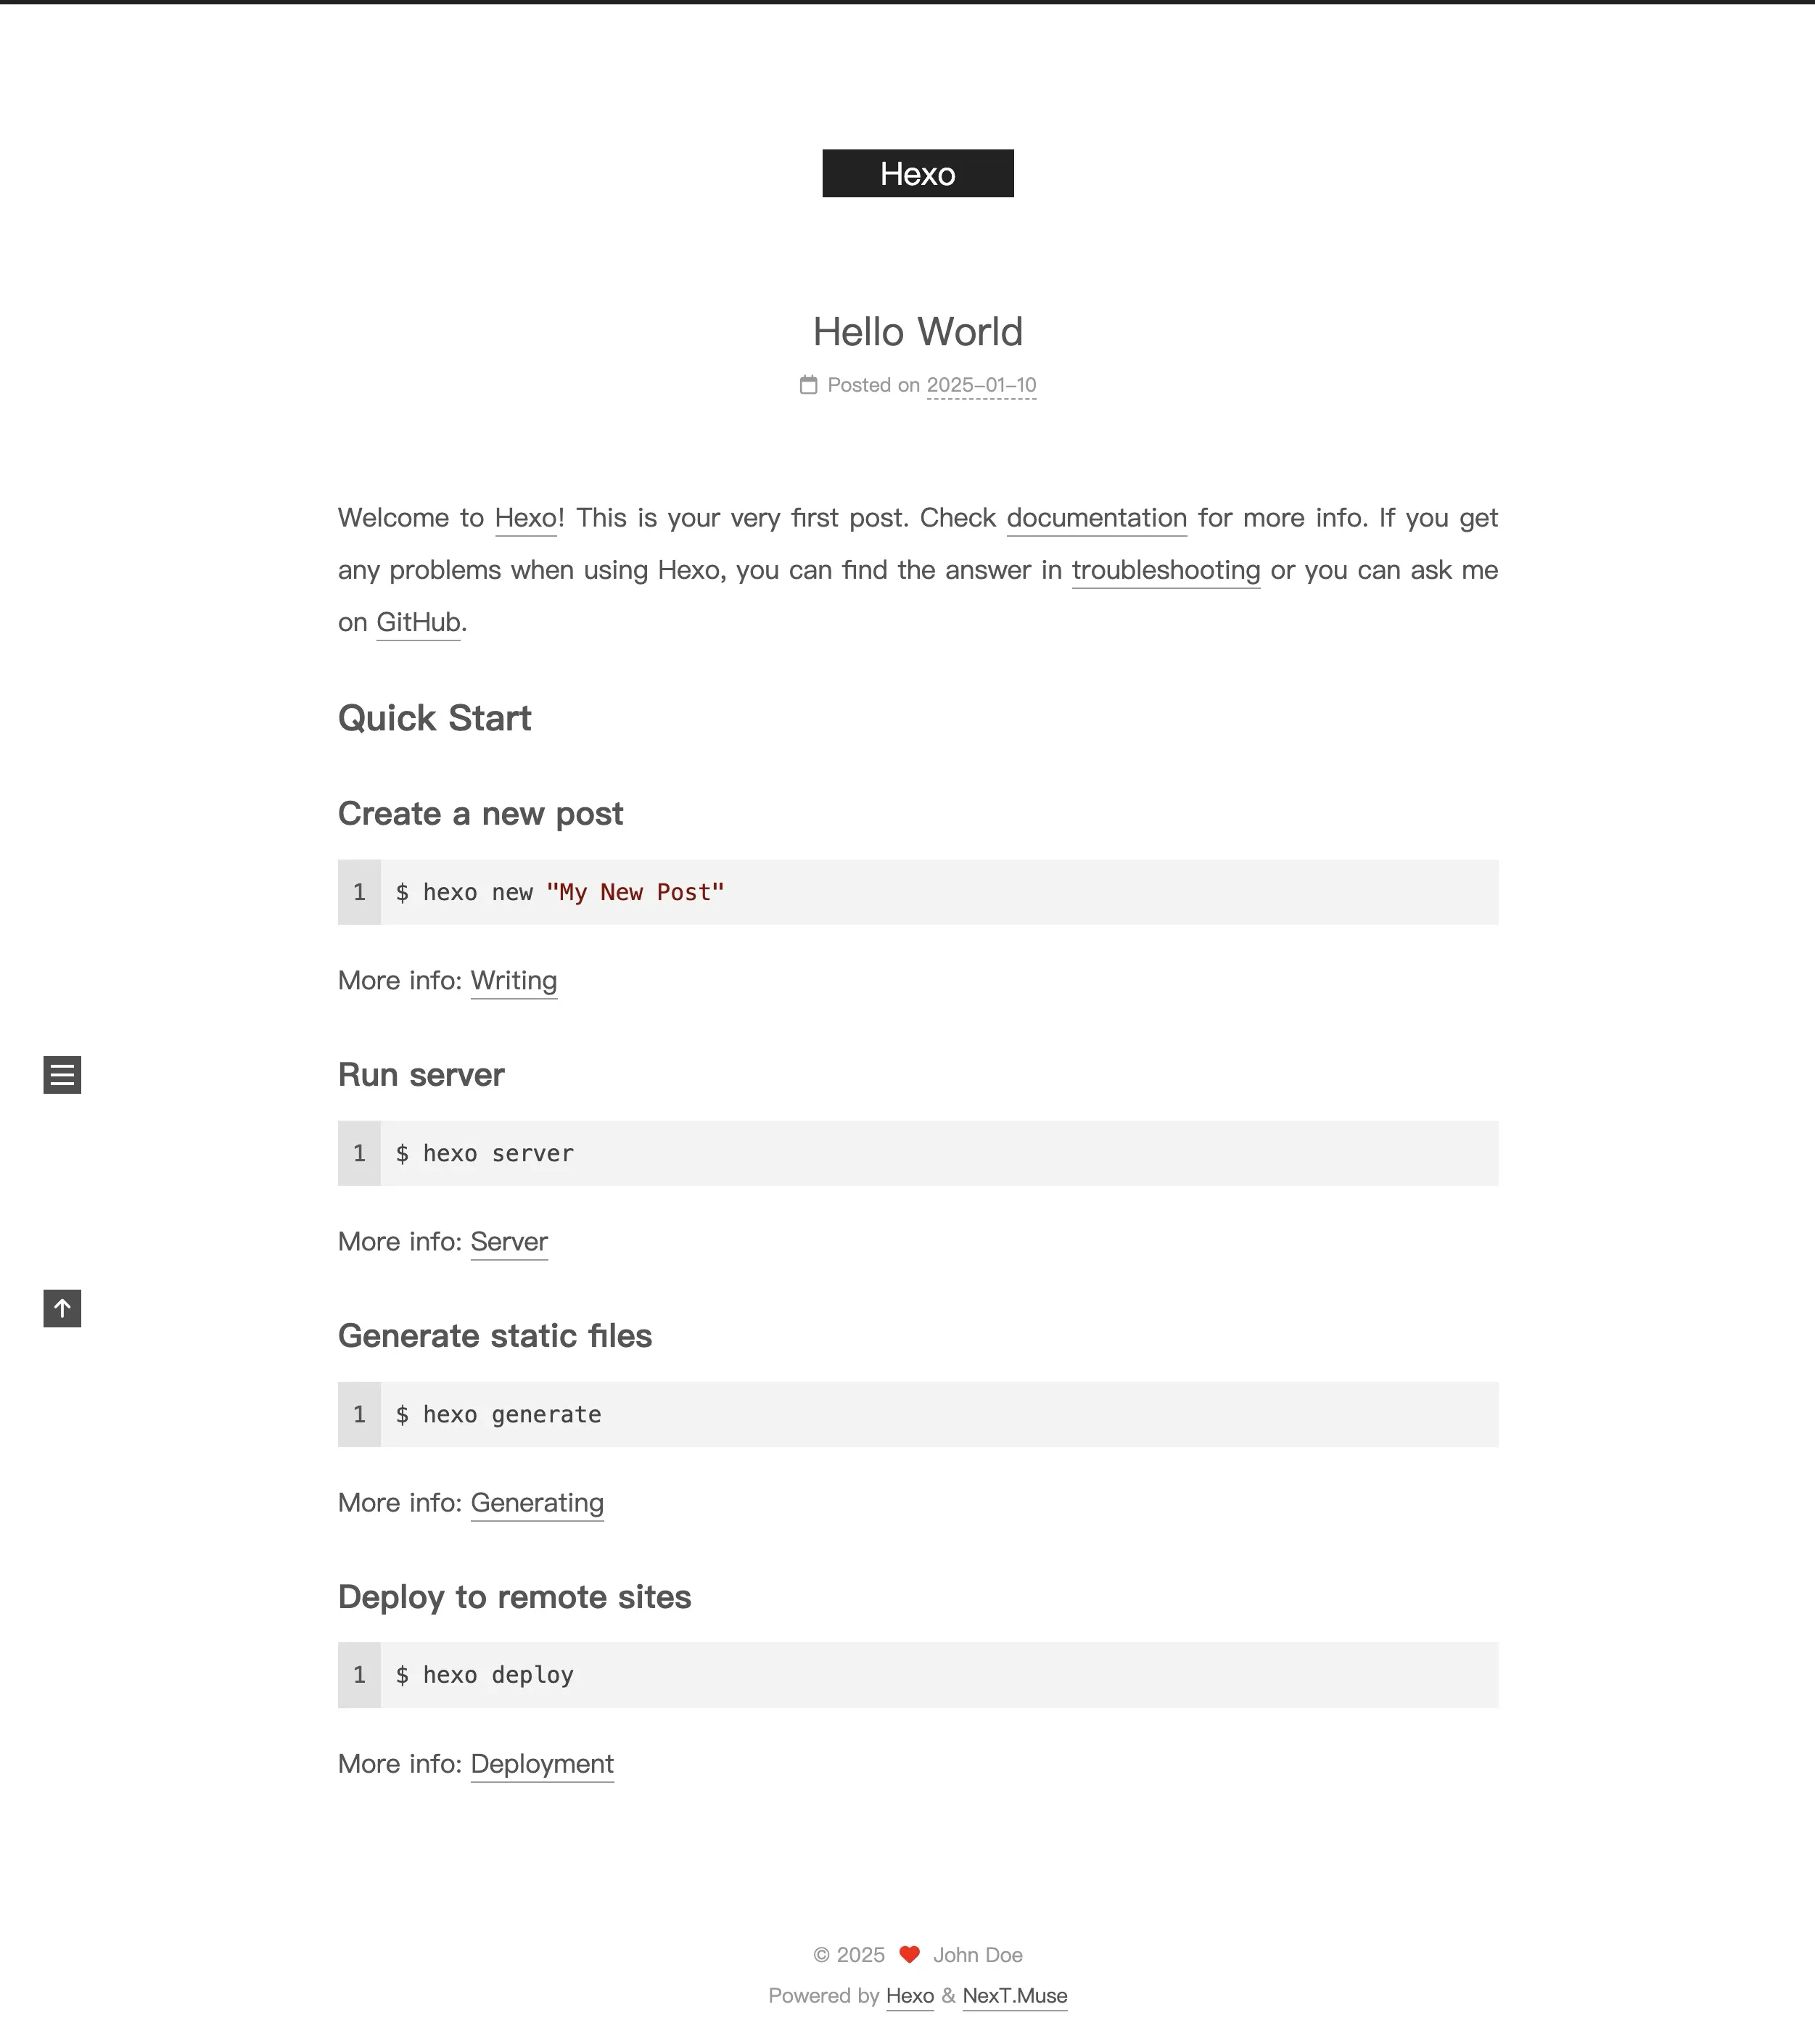 Hexo
Hello World
Posted on 2025-01-10
Welcome to Hexo! This is your very first post. Check documentation for more info. If you get
any problems when using Hexo, you can find the answer in troubleshooting or you can ask me
on GitHub.
Quick Start
Create a new post
1 $ hexo new "My New Post"
More info: Writing
Run server
1 $ hexo server
More info: Server
Generate static files
1 $ hexo generate
More info: Generating
Deploy to remote sites
1 $ hexo deploy
More info: Deployment
© 2025 ❤ John Doe
Powered by Hexo & NexT.Muse